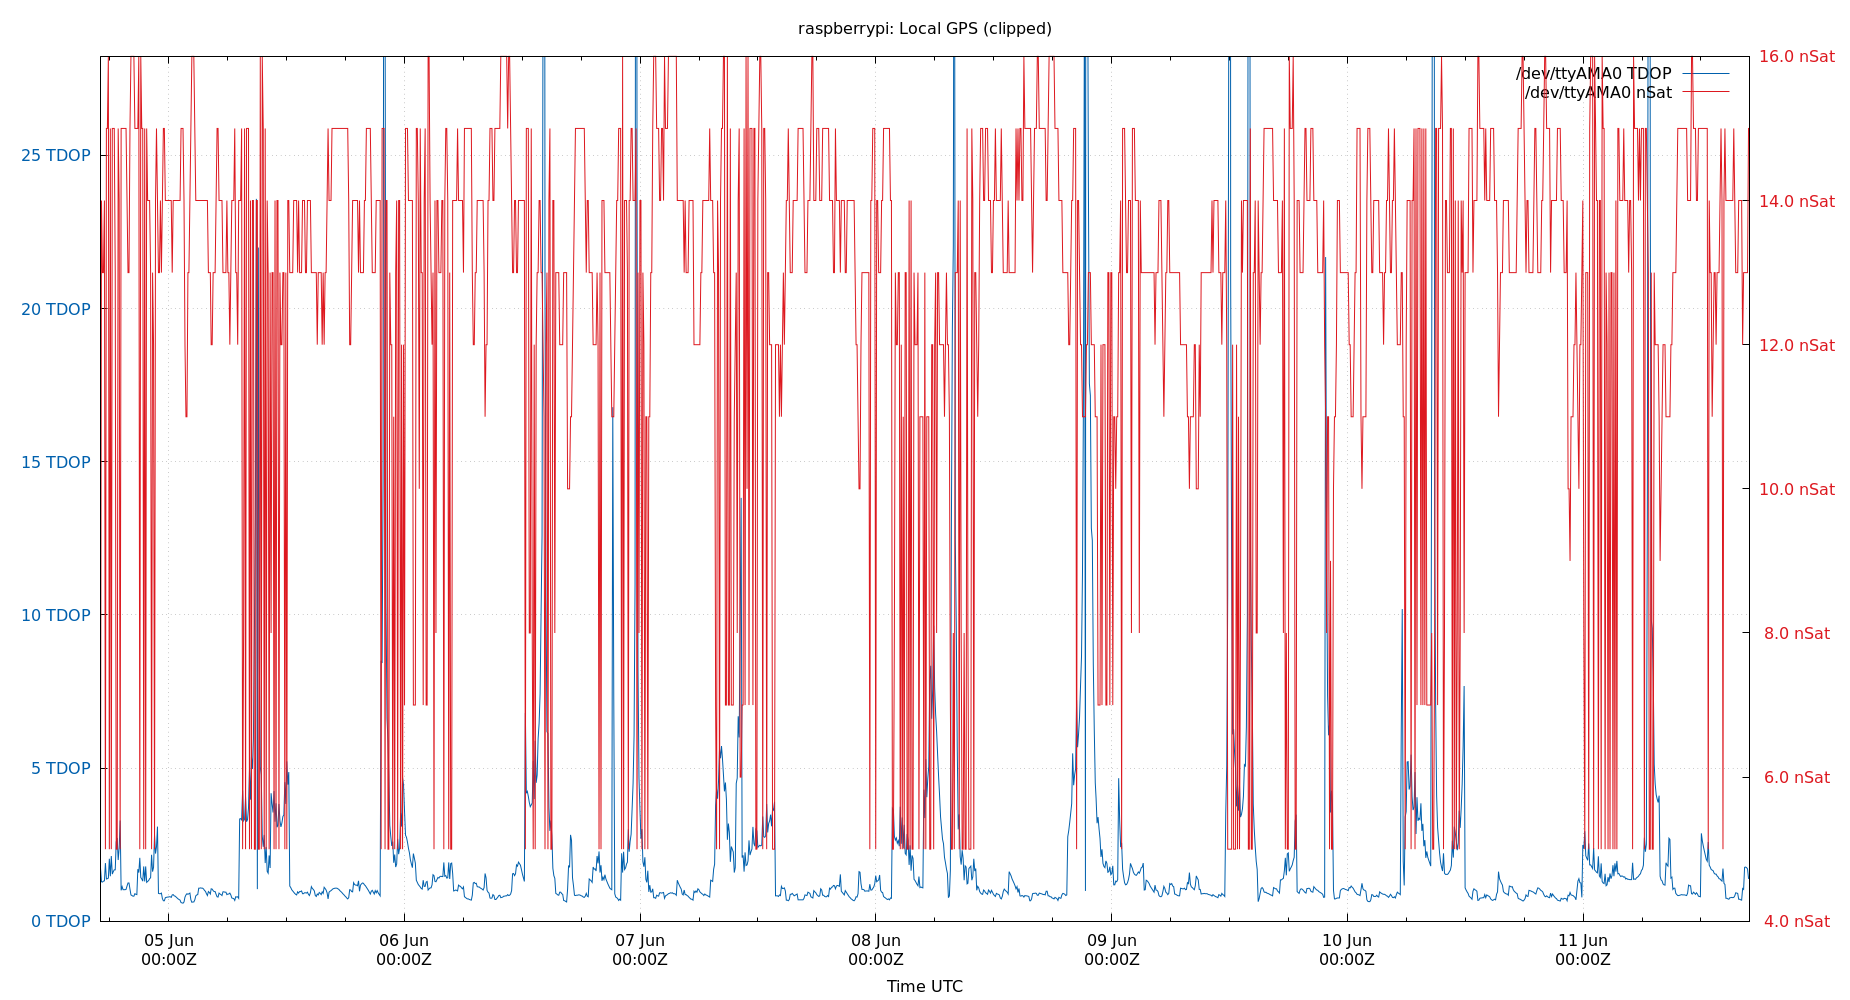 raspberrypi: Local GPS (clipped)
16.0 nSat
/dev/ttyAMA0 TDOP
/dev/ttyAMA0 nSat
25 TDOP
14.0 nSat
20 TDOP
12.0 nSat
15 TDOP
10.0 nSat
10 TDOP
8.0 nSat
5 TDOP
6.0 nSat
0 TDOP
4.0 nSat
05 Jun 06 Jun 07 Jun 08 Jun 09 Jun 10 Jun 11 Jun
00:00Z 00:00Z 00:00Z 00:00Z 00:00Z 00:00Z 00:00Z
Time UTC